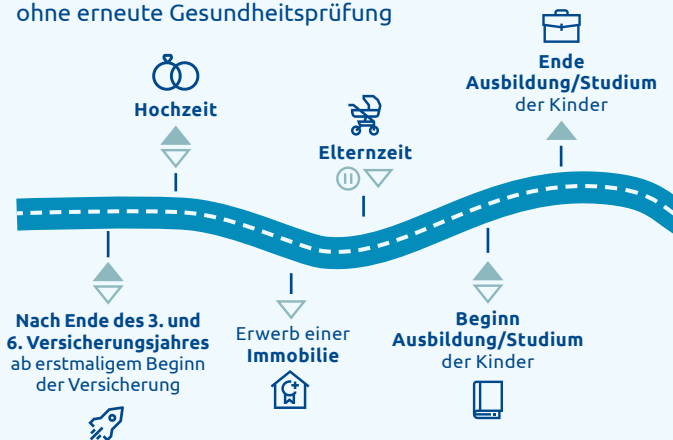 ohne erneute Gesundheitsprüfung
Hochzeit
Elternzeit
Ende
Ausbildung/Studium
der Kinder
Nach Ende des 3. und
6. Versicherungsjahres
ab erstmaligem Beginn
der Versicherung
Erwerb einer
Immobilie
Beginn
Ausbildung/Studium
der Kinder